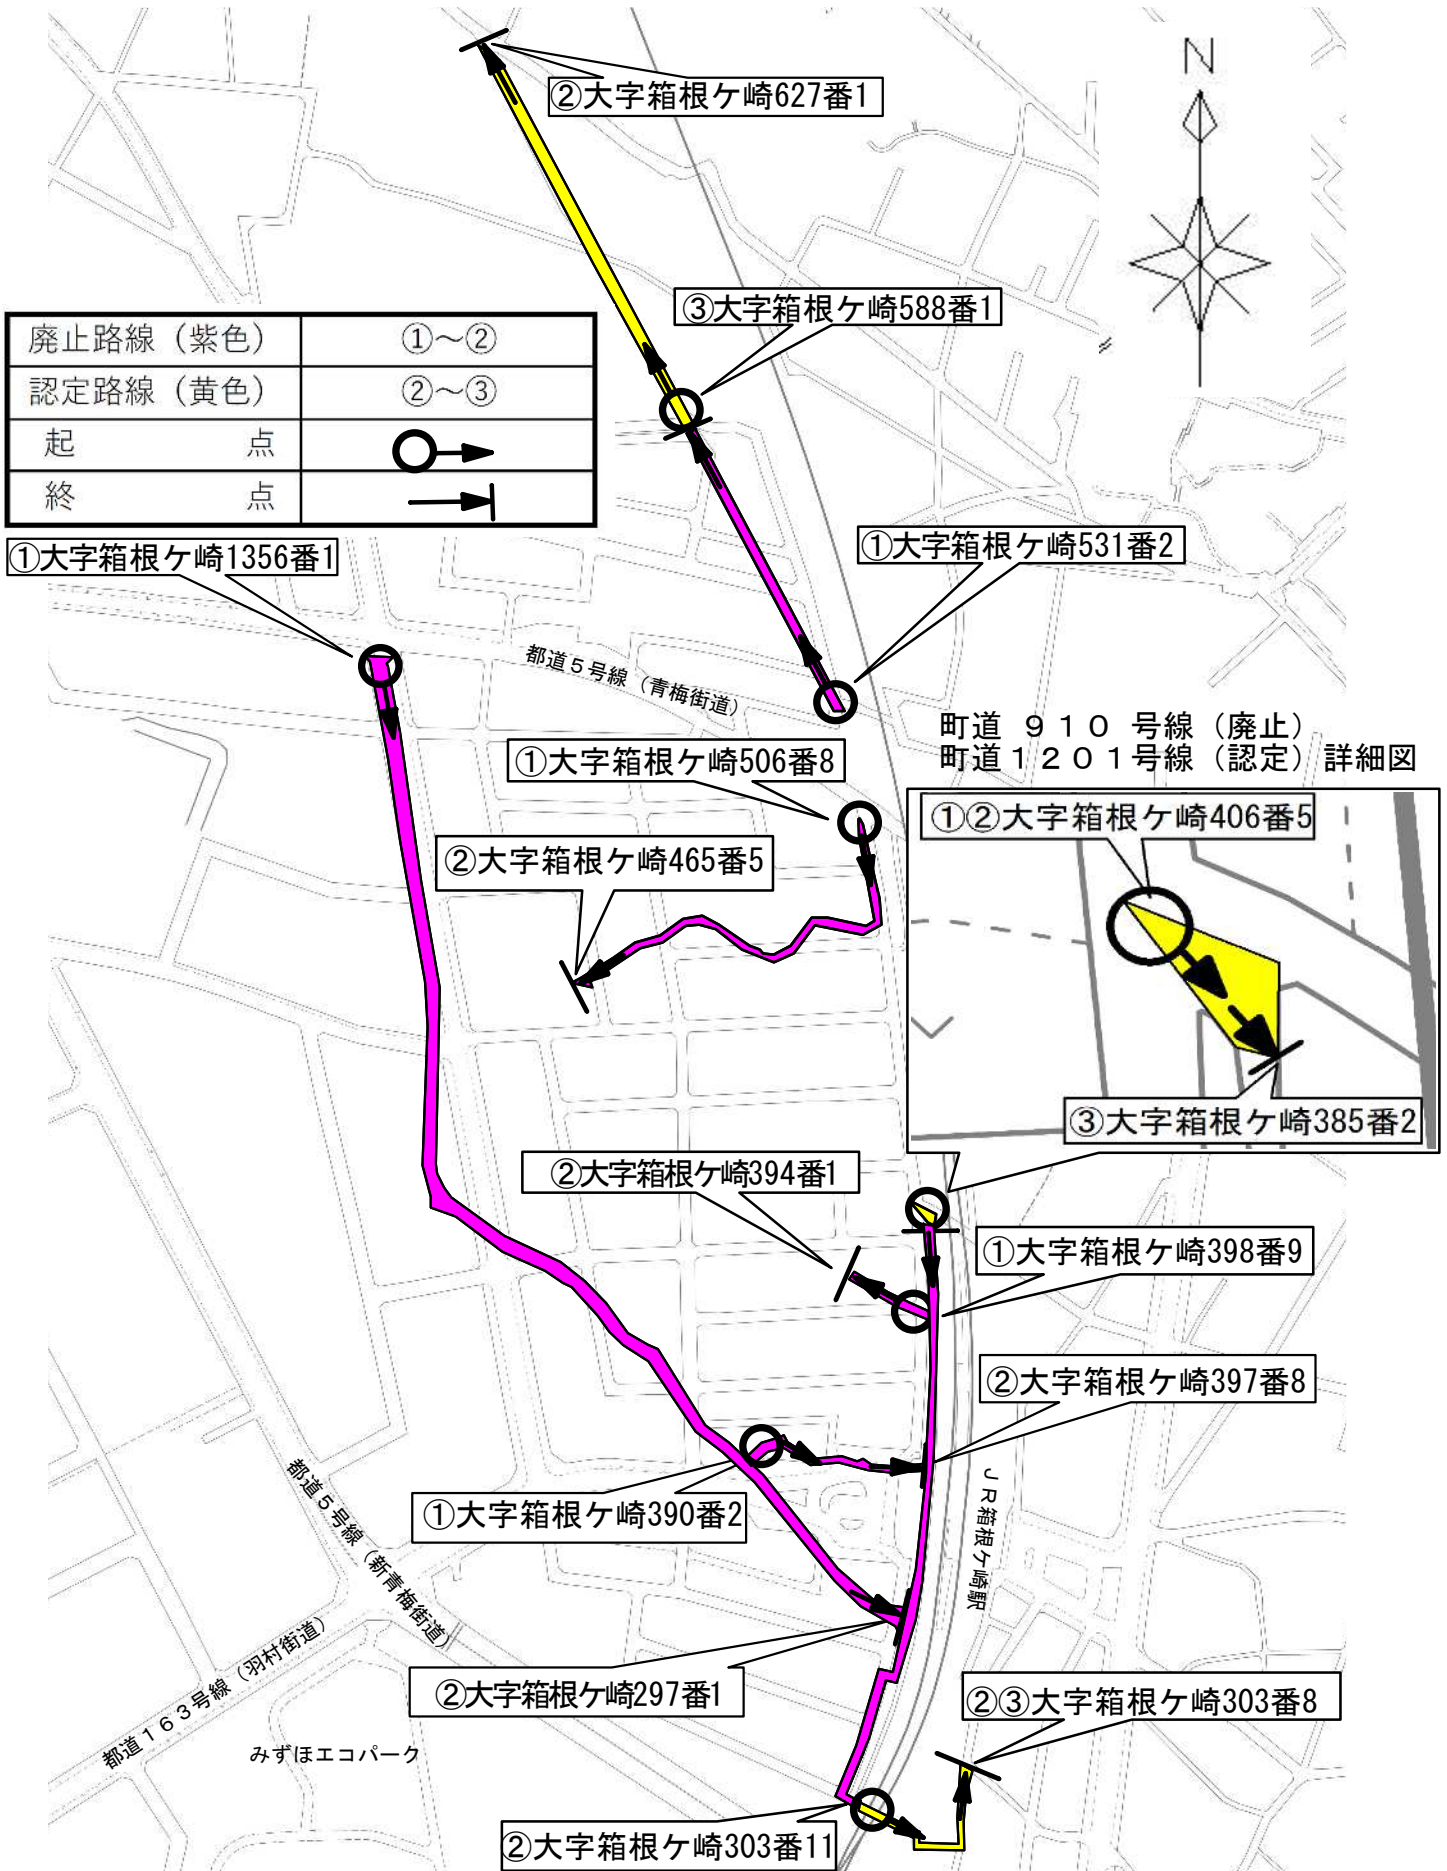 N
②大字箱根ケ崎627番1
③大字箱根ケ崎588番1
廃止路線（紫色） ①～②
認定路線（黄色） ②～③
起 点
終 点
①大字箱根ケ崎1356番1
①大字箱根ケ崎531番2
都道５号線（青梅街道）
町道 ９１０ 号線（廃止）
町道１２０１号線（認定）詳細図
①大字箱根ケ崎506番8
①②大字箱根ケ崎406番5
②大字箱根ケ崎465番5
③大字箱根ケ崎385番2
②大字箱根ケ崎394番1
①大字箱根ケ崎398番9
②大字箱根ケ崎397番8
都道５号線（新青梅街道）
ＪＲ箱根ケ崎駅
①大字箱根ケ崎390番2
都道１６３号線（羽村街道）
②大字箱根ケ崎297番1
②③大字箱根ケ崎303番8
みずほエコパーク
②大字箱根ケ崎303番11